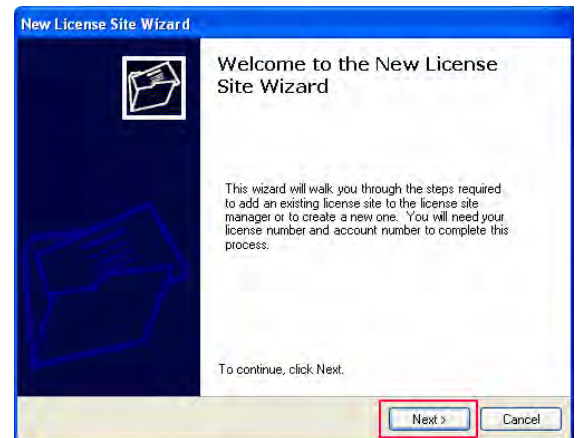 New License Site Wizard
Welcome to the New License
Site Wizard
This wizard will walk you through the steps required
to add an existing license site to the license site
manager or to create a new one. You will need your
license number and account number to complete this
process.
To continue, click Next.
Next >
Cancel